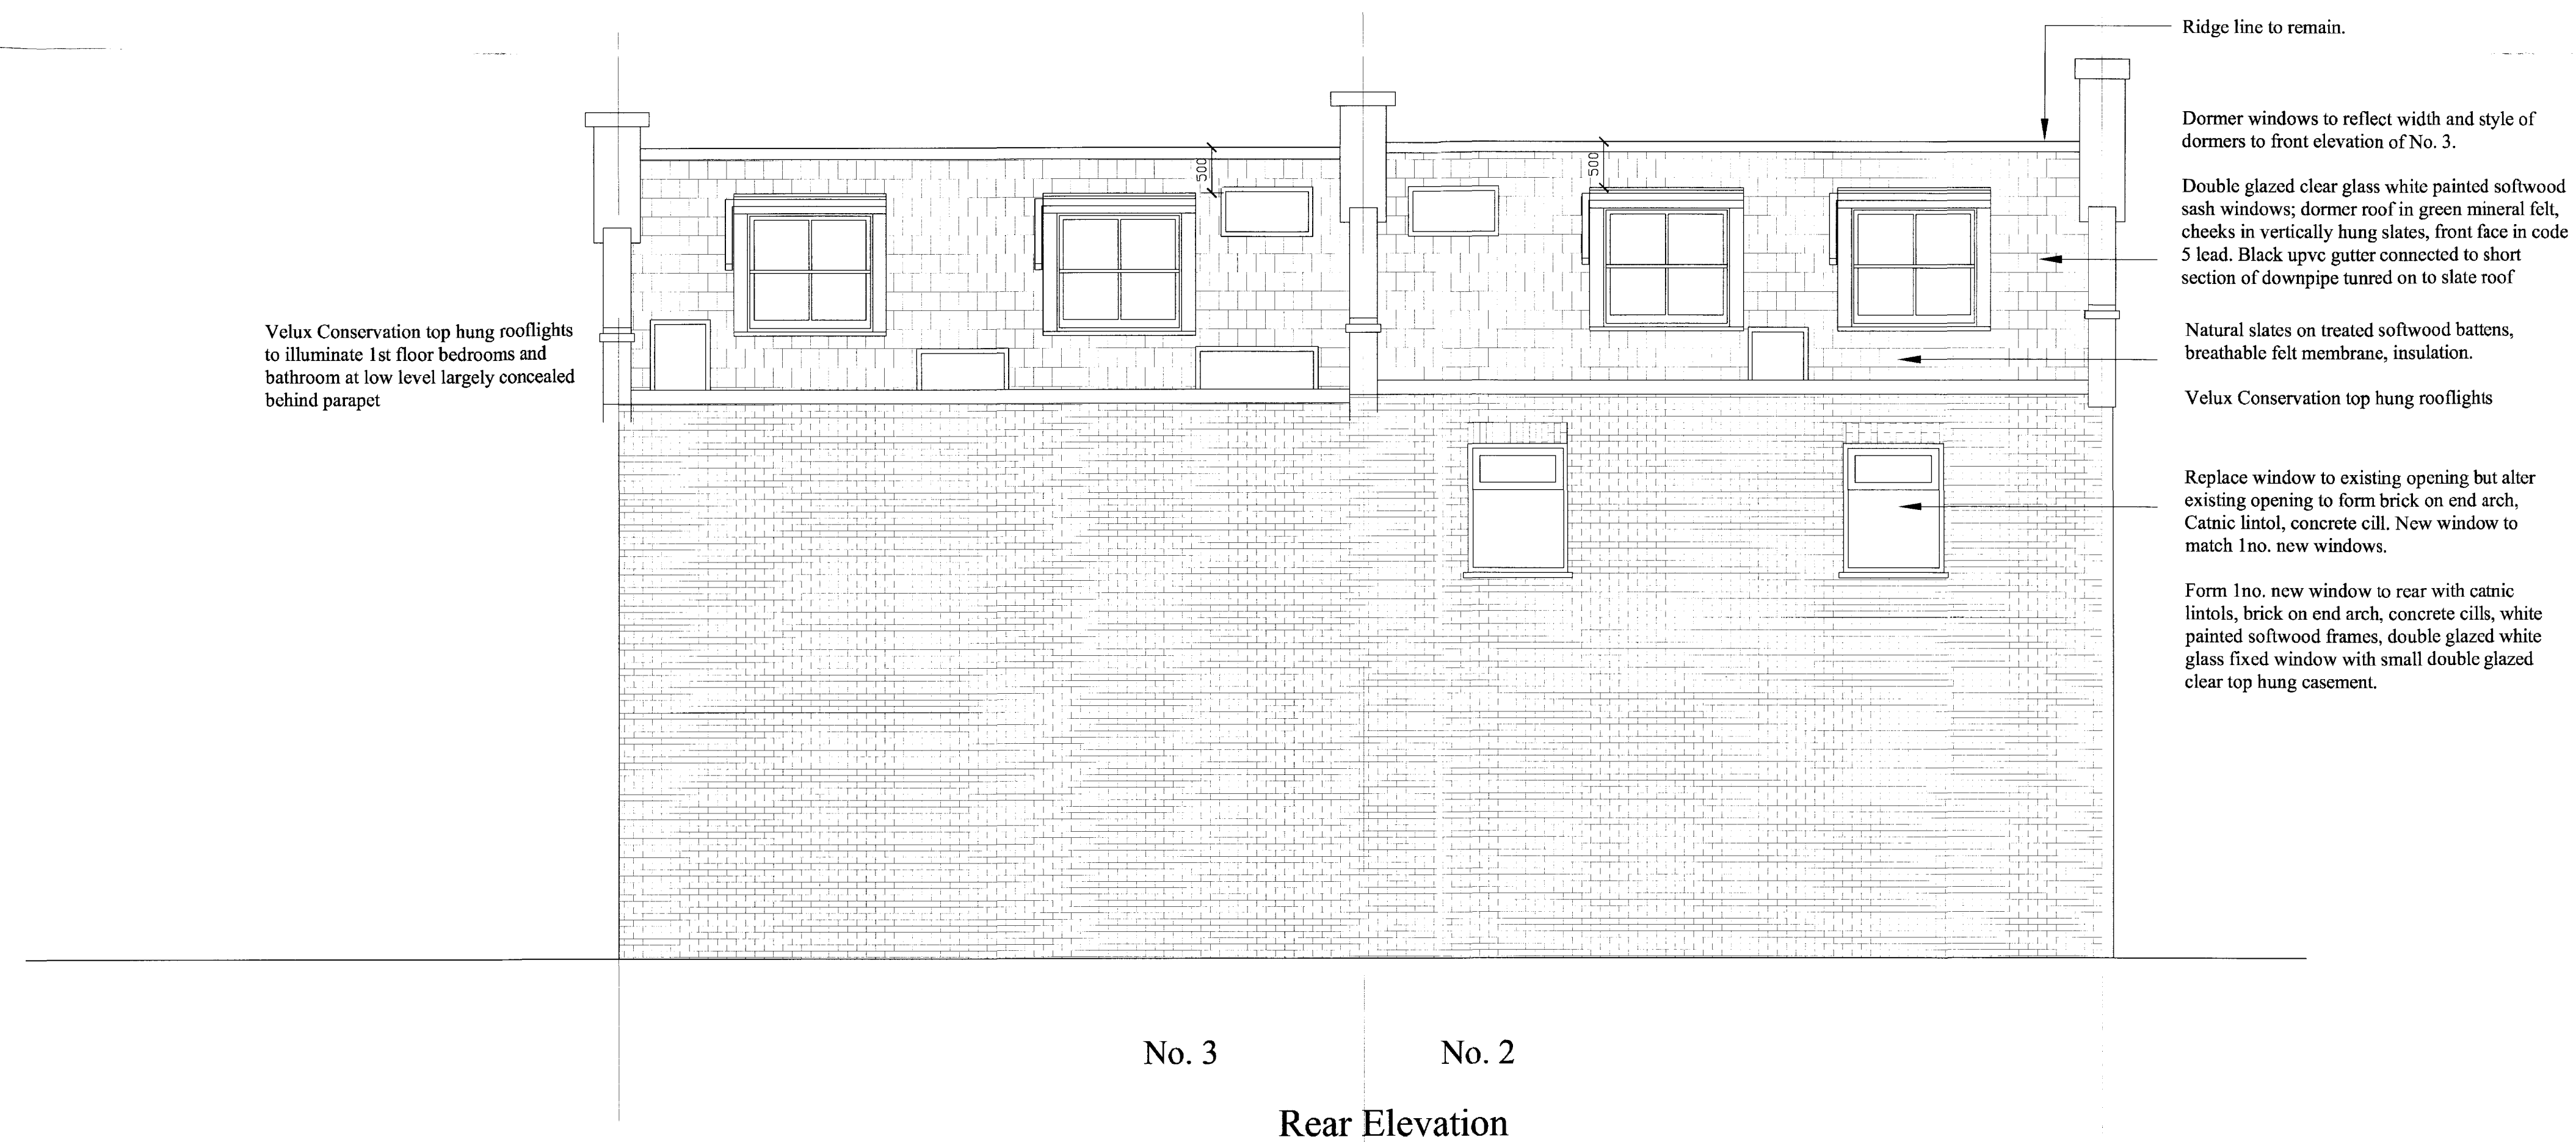 Ridge line to remain.
Dormer windows to reflect width and style of
dormers to front elevation of No. 3.
Double glazed clear glass white painted softwood
sash windows; dormer roof in green mineral felt,
cheeks in vertically hung slates, front face in code
5 lead. Black upvc gutter connected to short
section of downpipe tunred on to slate roof
500
500
Velux Conservation top hung rooflights
to illuminate 1st floor bedrooms and
bathroom at low level largely concealed
behind parapet
Natural slates on treated softwood battens,
breathable felt membrane, insulation.
Velux Conservation top hung rooflights
Replace window to existing opening but alter
existing opening to form brick on end arch,
Catnic lintol, concrete cill. New window to
match 1no. new windows.
Form 1no. new window to rear with catnic
lintols, brick on end arch, concrete cills, white
painted softwood frames, double glazed white
glass fixed window with small double glazed
clear top hung casement.
No. 3
No. 2
Rear Elevation